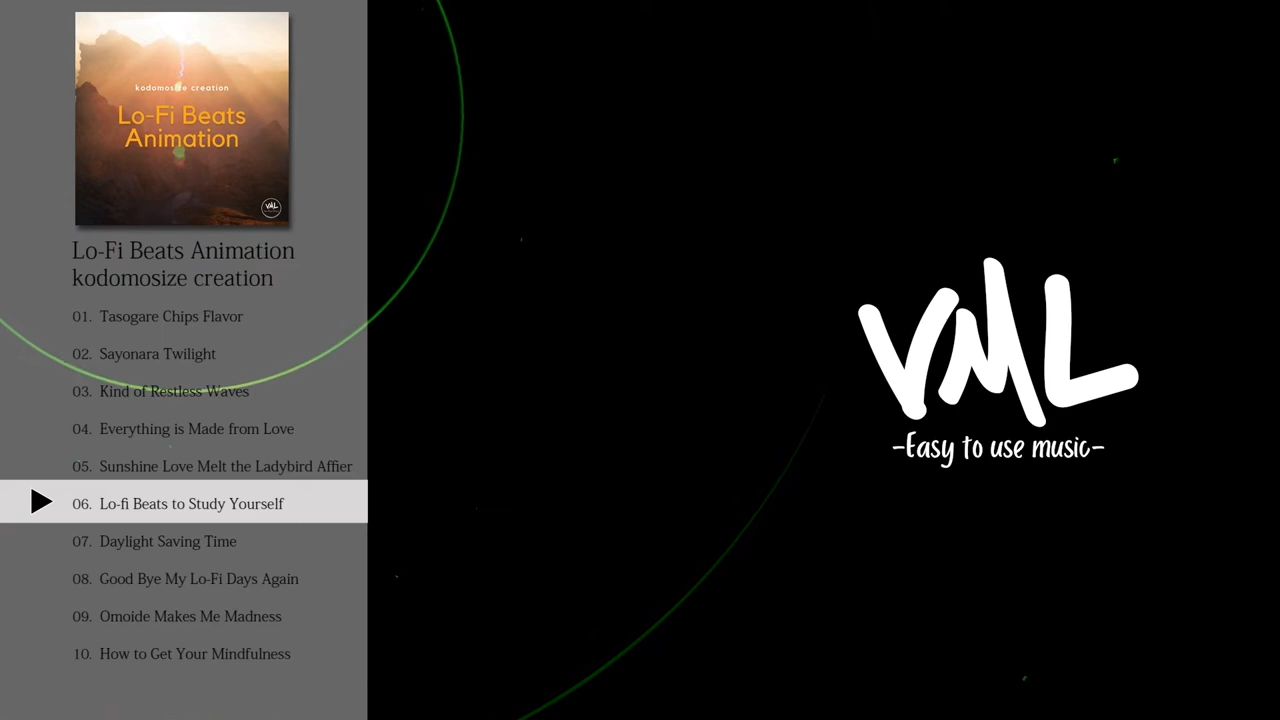 kodomosize creation
Lo-Fi Beats
Animation
VML
Lo-Fi Beats Animation
kodomosize creation
01. Tasogare Chips Flavor
02. Sayonara Twilight
03. Kind of Restless Waves
04. Everything is Made from Love
05. Sunshine Love Melt the Ladybird Affier
06. Lo-fi Beats to Study Yourself
07. Daylight Saving Time
08. Good Bye My Lo-Fi Days Again
09. Omoide Makes Me Madness
10. How to Get Your Mindfulness
VML
-Easy to use music-